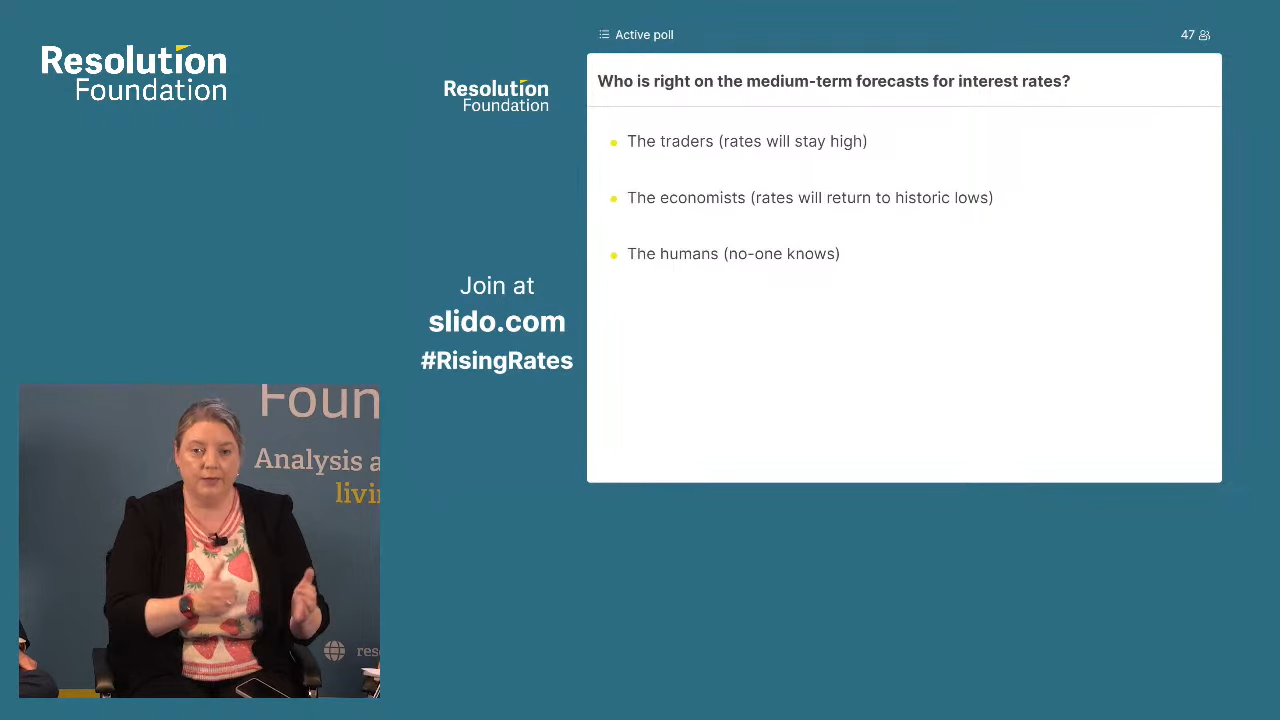 Resolution
Foundation
Active poll
47
Resolution
Foundation
Who is right on the medium-term forecasts for interest rates?
The traders (rates will stay high)
The economists (rates will return to historic lows)
The humans (no-one knows)
Join at
slido.com
#RisingRates
Foun
Analysis a
livi
res